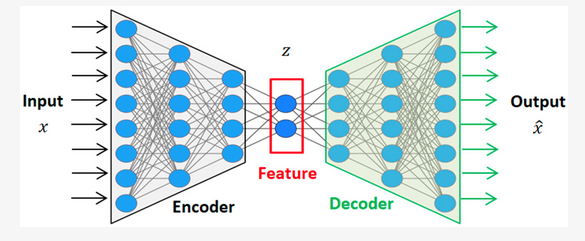 z
Input
x
Output
x̂
Feature
Encoder
Decoder